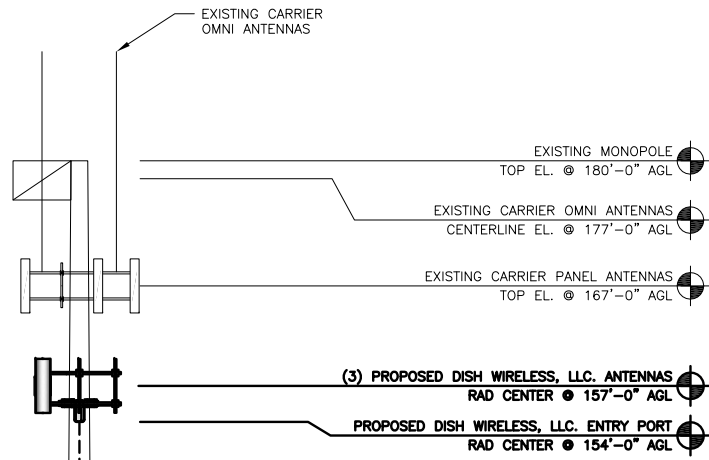 EXISTING CARRIER
OMNI ANTENNAS
EXISTING MONOPOLE
TOP EL. @ 180'-0" AGL
EXISTING CARRIER OMNI ANTENNAS
CENTERLINE EL. @ 177'-0" AGL
EXISTING CARRIER PANEL ANTENNAS
TOP EL. @ 167'-0" AGL
(3) PROPOSED DISH WIRELESS, LLC. ANTENNAS
RAD CENTER @ 157'-0" AGL
PROPOSED DISH WIRELESS, LLC. ENTRY PORT
RAD CENTER @ 154'-0" AGL